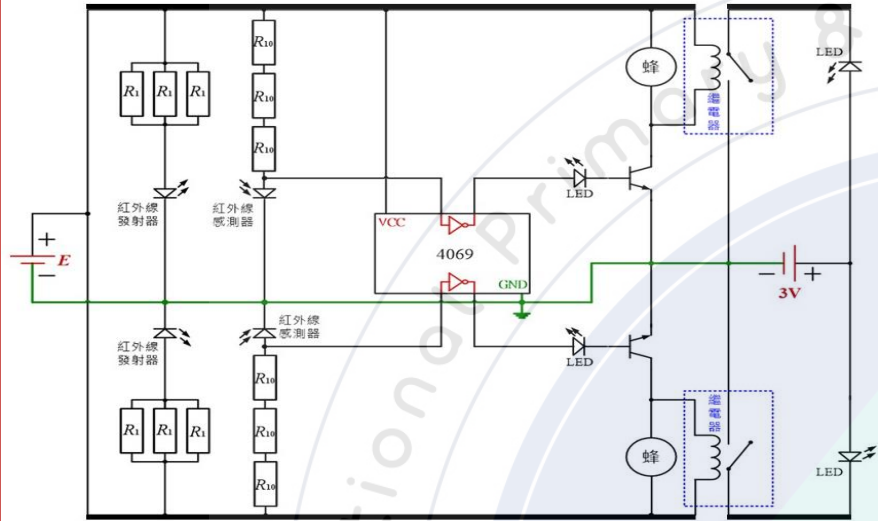 R10
R10
R10
R1
R1
R1
紅外線
發射器
紅外線
感測器
+
E
−
VCC
4069
GND
LED
蜂
繼電器
LED
−
+
3V
紅外線
發射器
紅外線
感測器
R10
R10
R10
R1
R1
R1
LED
繼電器
蜂
LED
ional Primary &